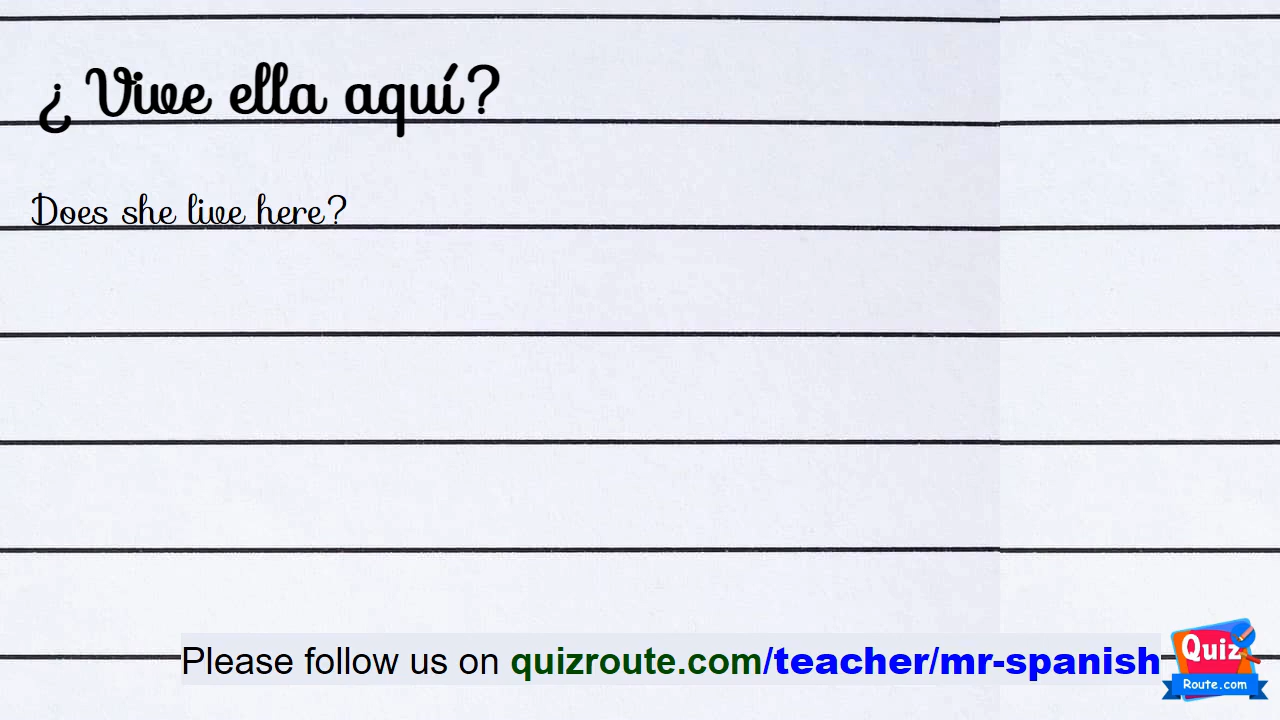 ¿ Vive ella aquí?
Does she live here?
Please follow us on quizroute.com/teacher/mr-spanish
Quiz
Route.com